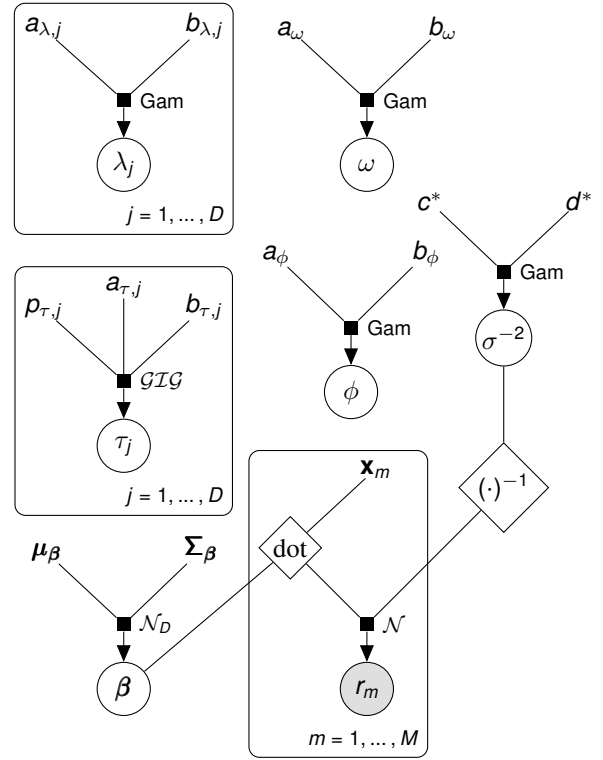 a_{λ,j} b_{λ,j}
Gam
λ_j
j = 1, ... , D
a_ω b_ω
Gam
ω
c* d*
Gam
σ^{−2}
(·)^{−1}
a_ϕ b_ϕ
Gam
ϕ
p_{τ,j} a_{τ,j} b_{τ,j}
𝒢ℐ𝒢
τ_j
j = 1, ... , D
μ_β Σ_β
𝒩_D
β
x_m
dot
𝒩
r_m
m = 1, ... , M